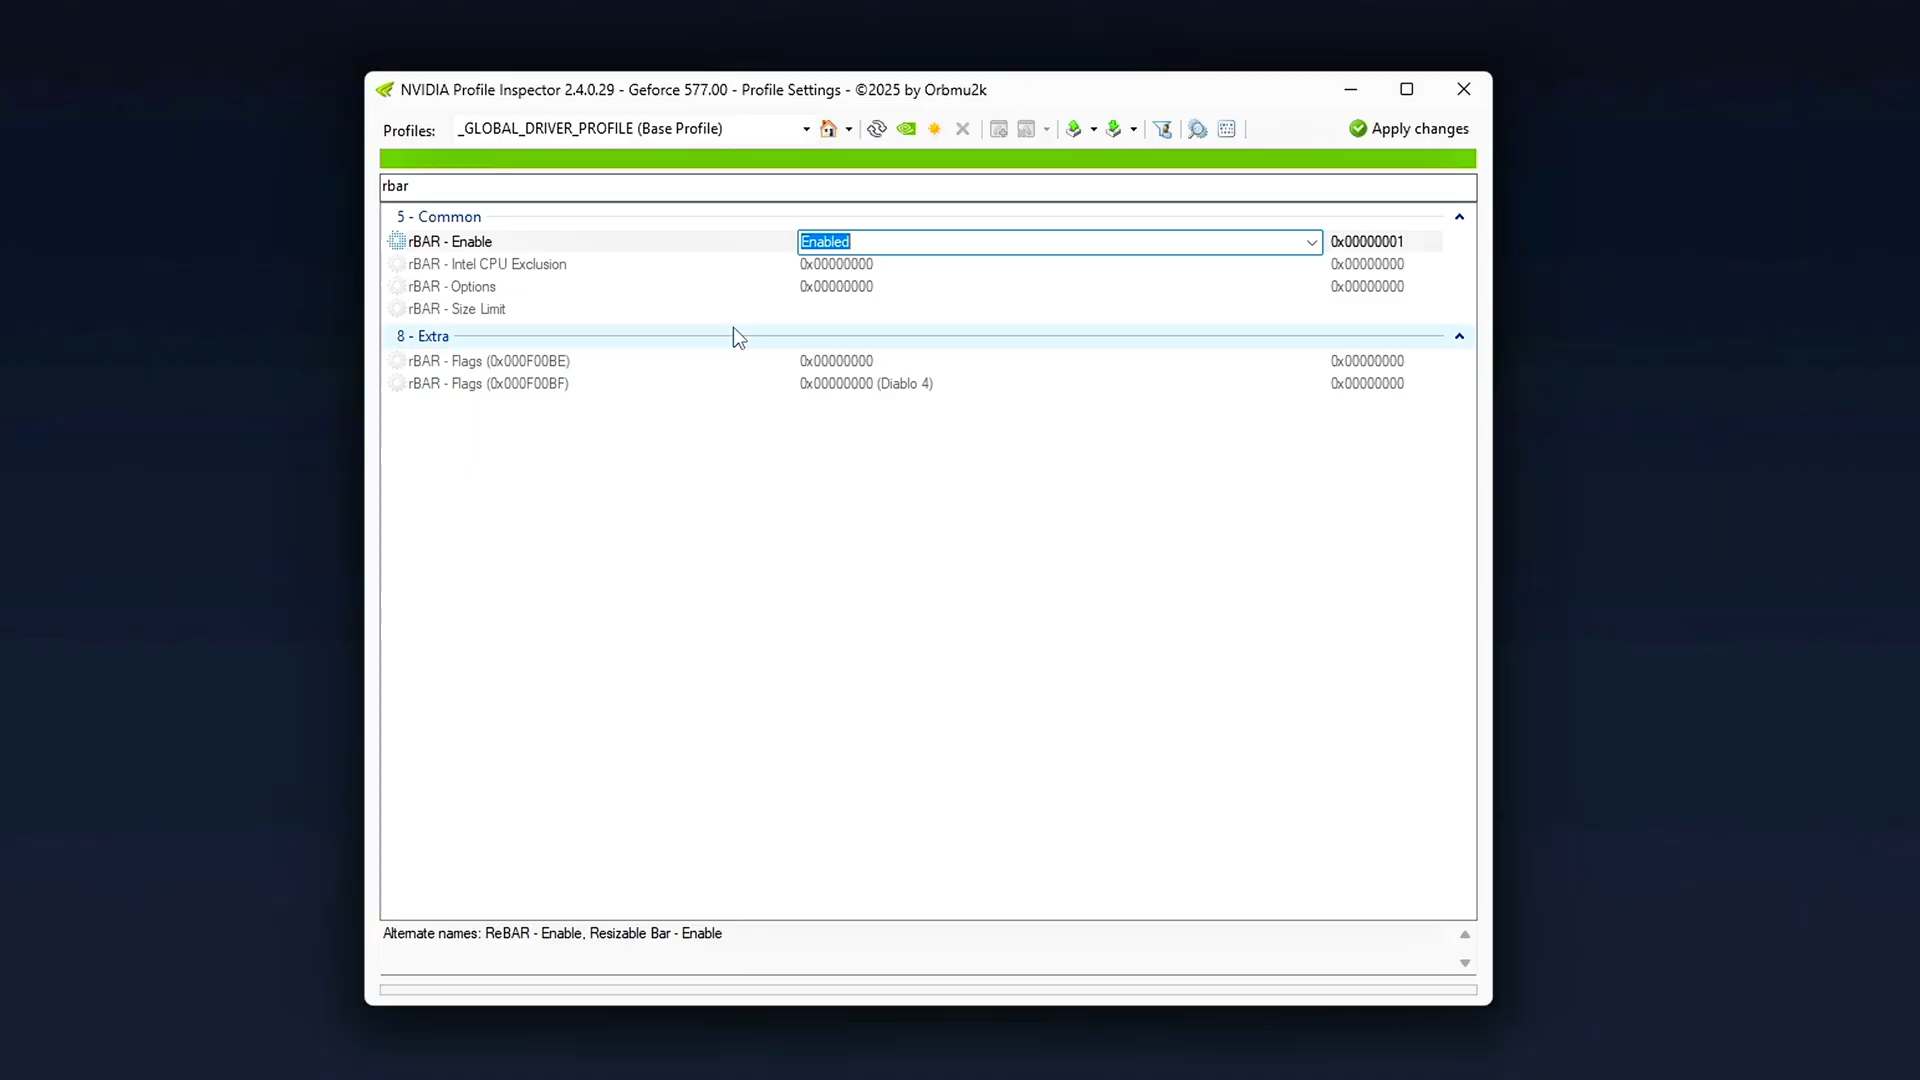 NVIDIA Profile Inspector 2.4.0.29 - Geforce 577.00 - Profile Settings - ©2025 by Orbmu2k
Profiles: _GLOBAL_DRIVER_PROFILE (Base Profile) Apply changes
rbar
5 - Common
rBAR - Enable Enabled 0x00000001
rBAR - Intel CPU Exclusion 0x00000000 0x00000000
rBAR - Options 0x00000000 0x00000000
rBAR - Size Limit
8 - Extra
rBAR - Flags (0x000F00BE) 0x00000000 0x00000000
rBAR - Flags (0x000F00BF) 0x00000000 (Diablo 4) 0x00000000
Alternate names: ReBAR - Enable, Resizable Bar - Enable